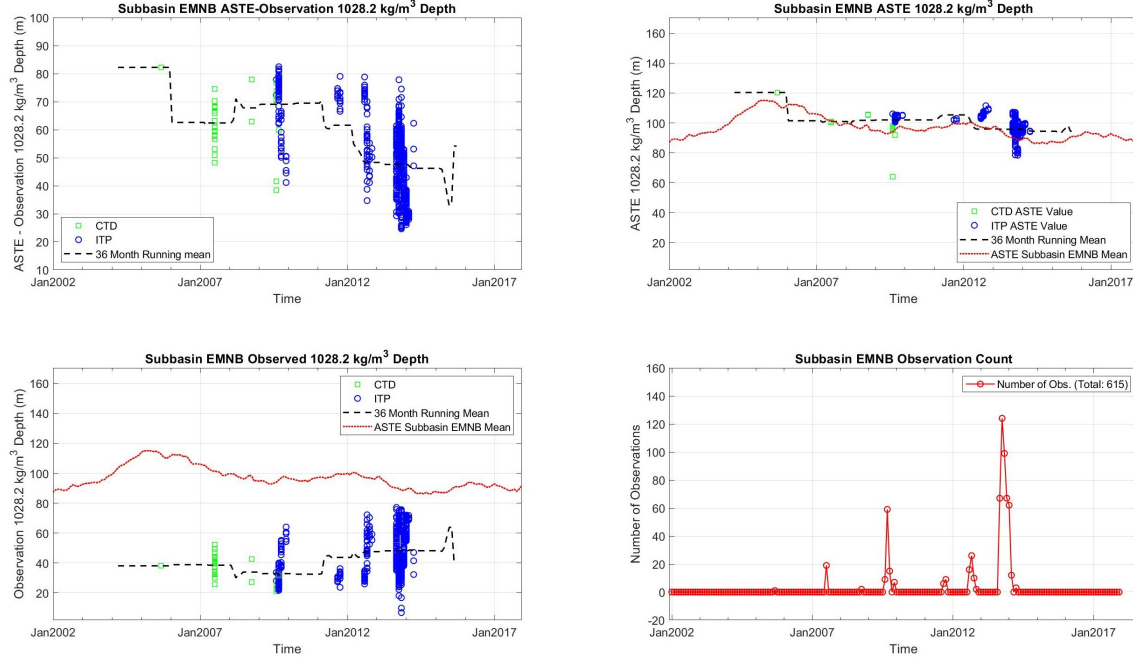 Subbasin EMNB ASTE-Observation 1028.2 kg/m³ Depth
ASTE - Observation 1028.2 kg/m³ Depth (m)
100
90
80
70
60
50
40
30
20
10
CTD
ITP
36 Month Running mean
Jan2002 Jan2007 Jan2012 Jan2017
Time
Subbasin EMNB ASTE 1028.2 kg/m³ Depth
ASTE 1028.2 kg/m³ Depth (m)
160
140
120
100
80
60
40
20
CTD ASTE Value
ITP ASTE Value
36 Month Running Mean
ASTE Subbasin EMNB Mean
Jan2002 Jan2007 Jan2012 Jan2017
Time
Subbasin EMNB Observed 1028.2 kg/m³ Depth
Observation 1028.2 kg/m³ Depth (m)
160
140
120
100
80
60
40
20
CTD
ITP
36 Month Running Mean
ASTE Subbasin EMNB Mean
Jan2002 Jan2007 Jan2012 Jan2017
Time
Subbasin EMNB Observation Count
Number of Observations
160
140
120
100
80
60
40
20
0
-20
Number of Obs. (Total: 615)
Jan2002 Jan2007 Jan2012 Jan2017
Time